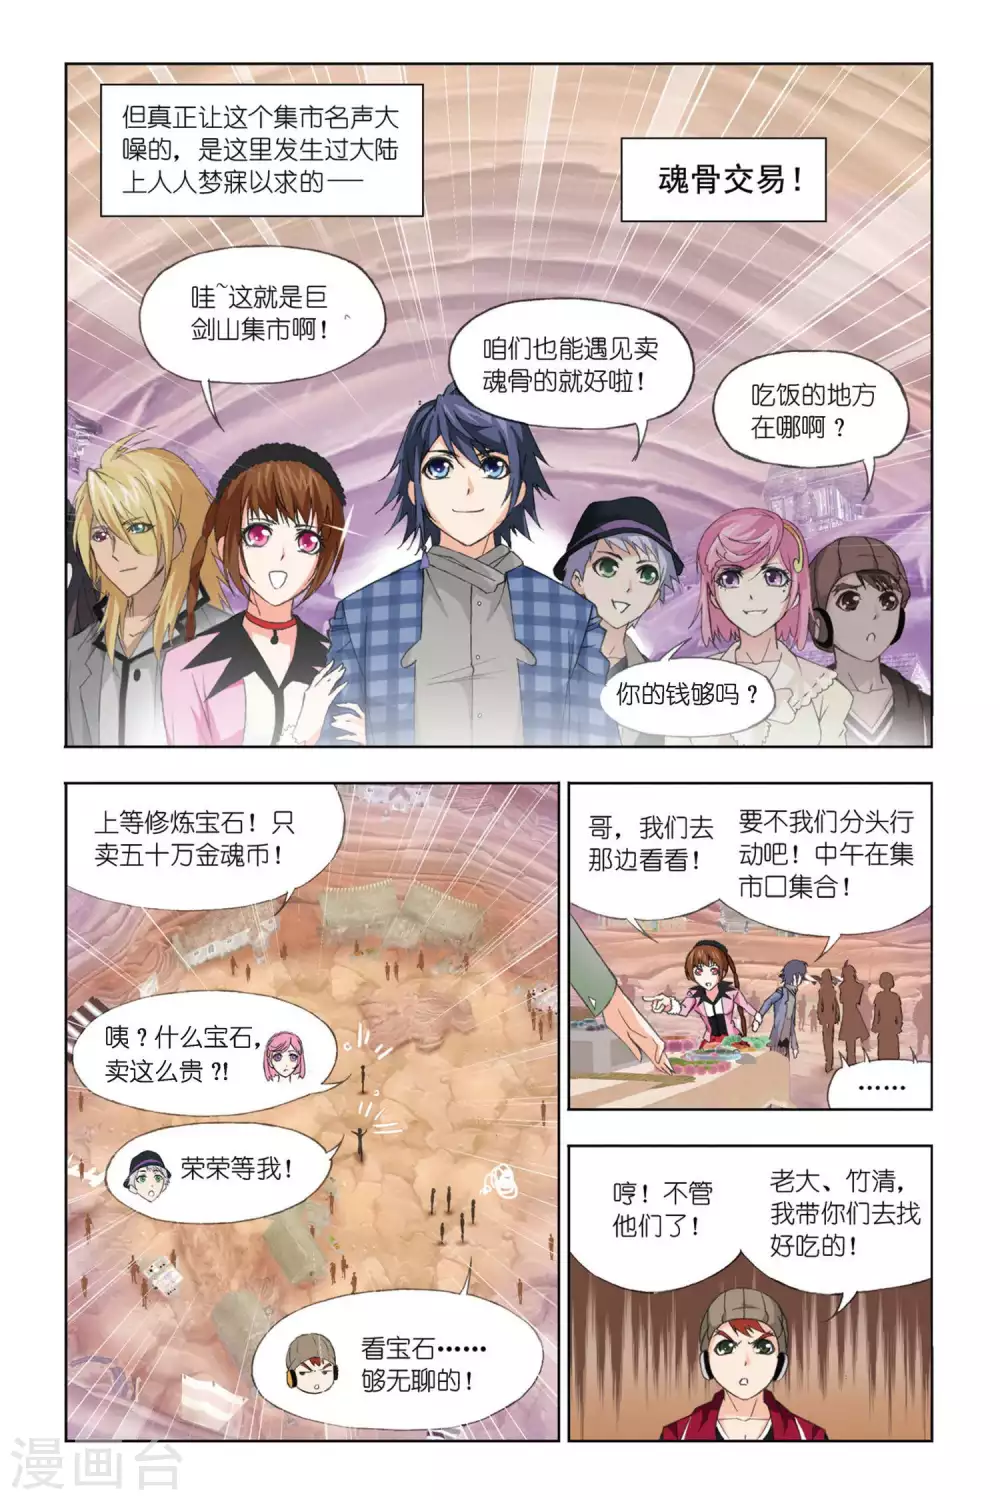 但真正让这个集市名声大
噪的，是这里发生过大陆
上人人梦寐以求的——
魂骨交易！
哇~这就是巨
剑山集市啊！
咱们也能遇见卖
魂骨的就好啦！
吃饭的地方
在哪啊？
你的钱够吗？
上等修炼宝石！只
卖五十万金魂币！
咦？什么宝石，
卖这么贵?!
荣荣等我！
看宝石……
够无聊的！
哥，我们去
那边看看！
要不我们分头行
动吧！中午在集
市口集合！
……
哼！不管
他们了！
老大、竹清，
我带你们去找
好吃的！
漫画台